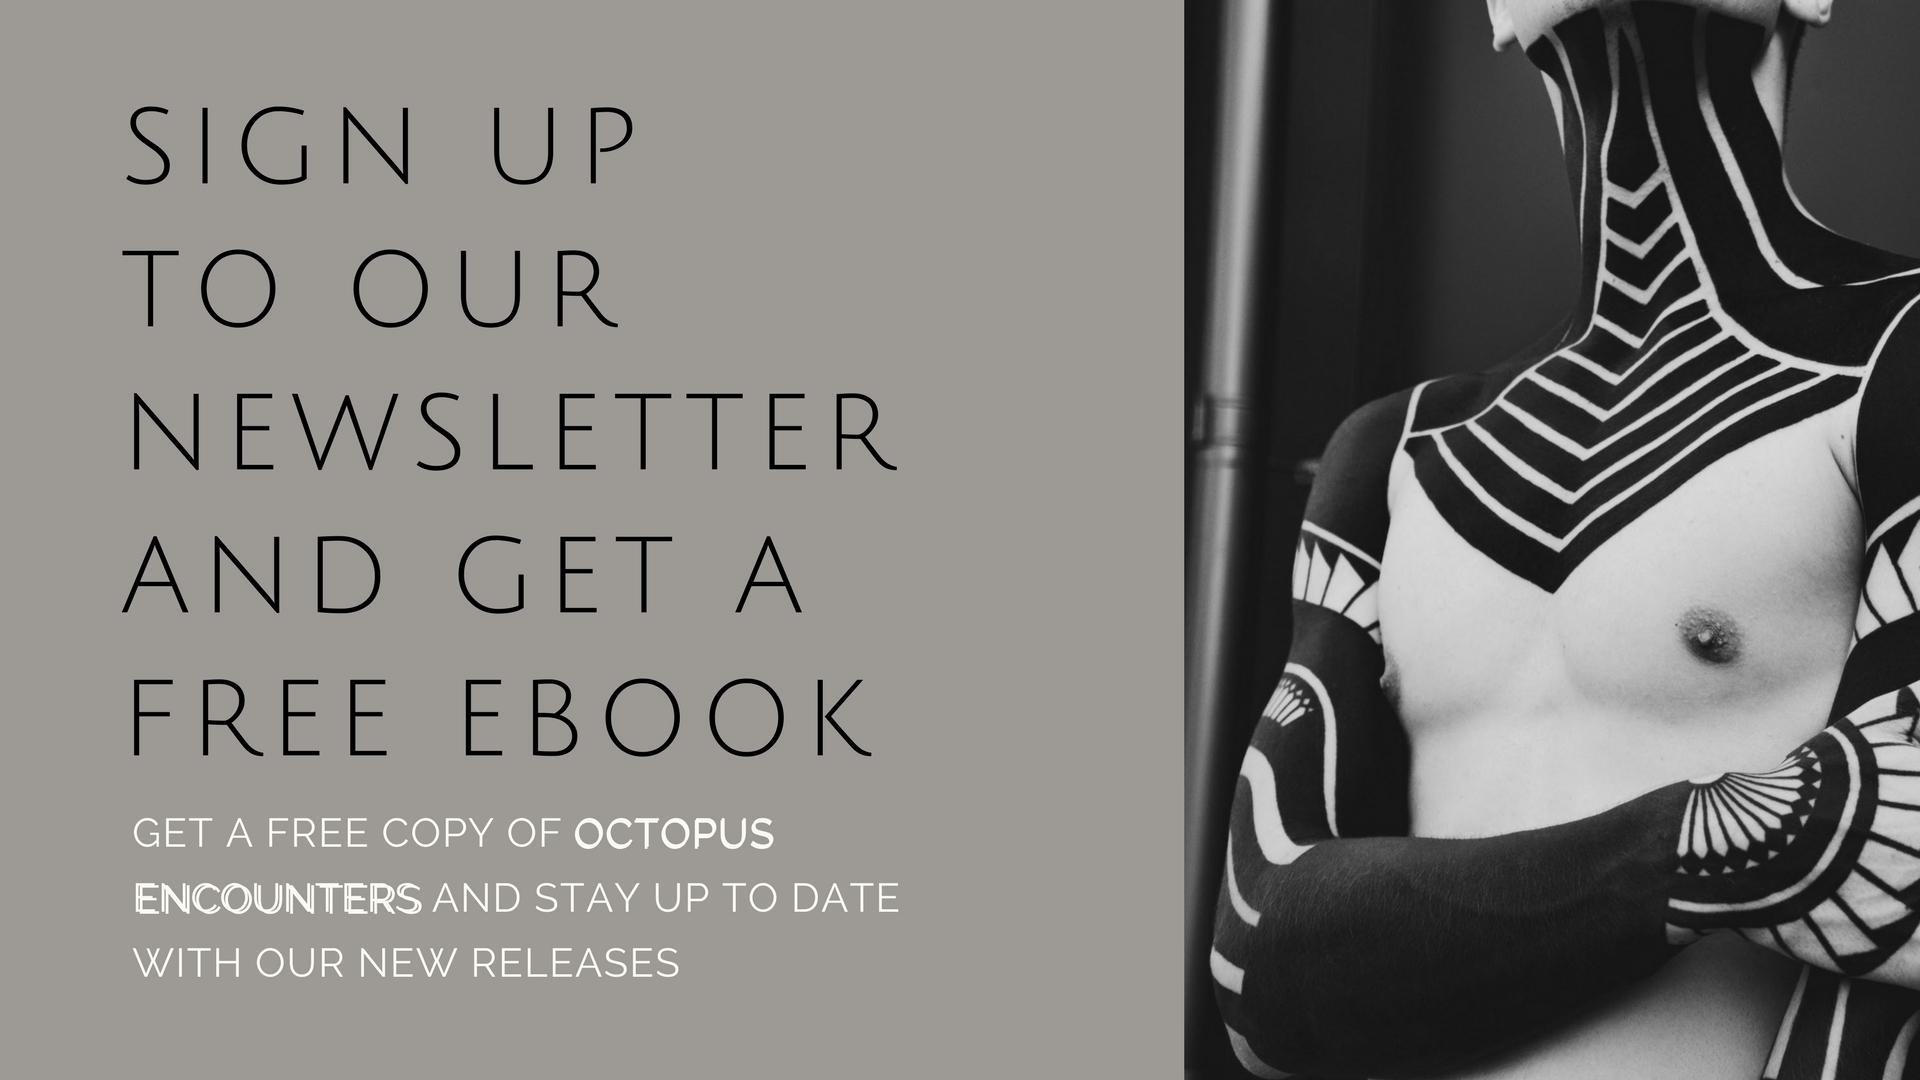 SIGN UP
TO OUR
NEWSLETTER
AND GET A
FREE EBOOK
GET A FREE COPY OF OCTOPUS
ENCOUNTERS AND STAY UP TO DATE
WITH OUR NEW RELEASES